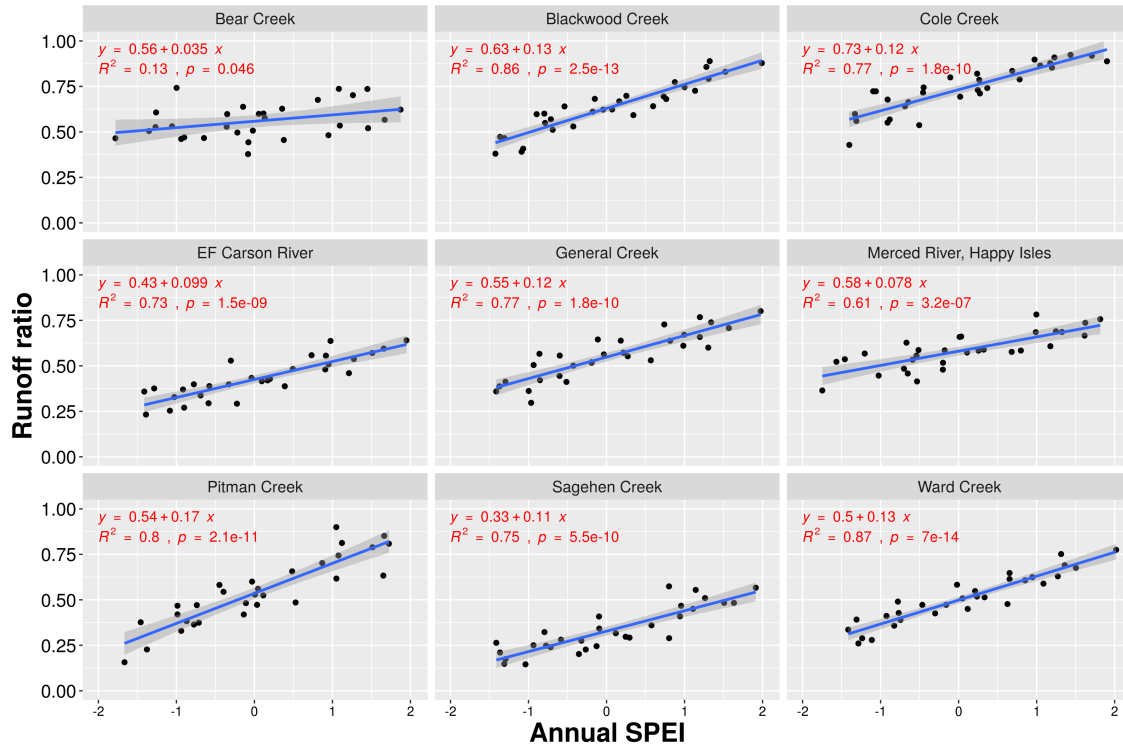 Bear Creek
Blackwood Creek
Cole Creek
1.00
0.75
0.50
0.25
0.00
y = 0.56+0.035 x
R² = 0.13 , p = 0.046
y = 0.63+0.13 x
R² = 0.86 , p = 2.5e-13
y = 0.73+0.12 x
R² = 0.77 , p = 1.8e-10
EF Carson River
General Creek
Merced River, Happy Isles
1.00
0.75
0.50
0.25
0.00
y = 0.43+0.099 x
R² = 0.73 , p = 1.5e-09
y = 0.55+0.12 x
R² = 0.77 , p = 1.8e-10
y = 0.58+0.078 x
R² = 0.61 , p = 3.2e-07
Runoff ratio
Pitman Creek
Sagehen Creek
Ward Creek
1.00
0.75
0.50
0.25
0.00
y = 0.54+0.17 x
R² = 0.8 , p = 2.1e-11
y = 0.33+0.11 x
R² = 0.75 , p = 5.5e-10
y = 0.5+0.13 x
R² = 0.87 , p = 7e-14
-2 -1 0 1 2
-2 -1 0 1 2
-2 -1 0 1 2
Annual SPEI